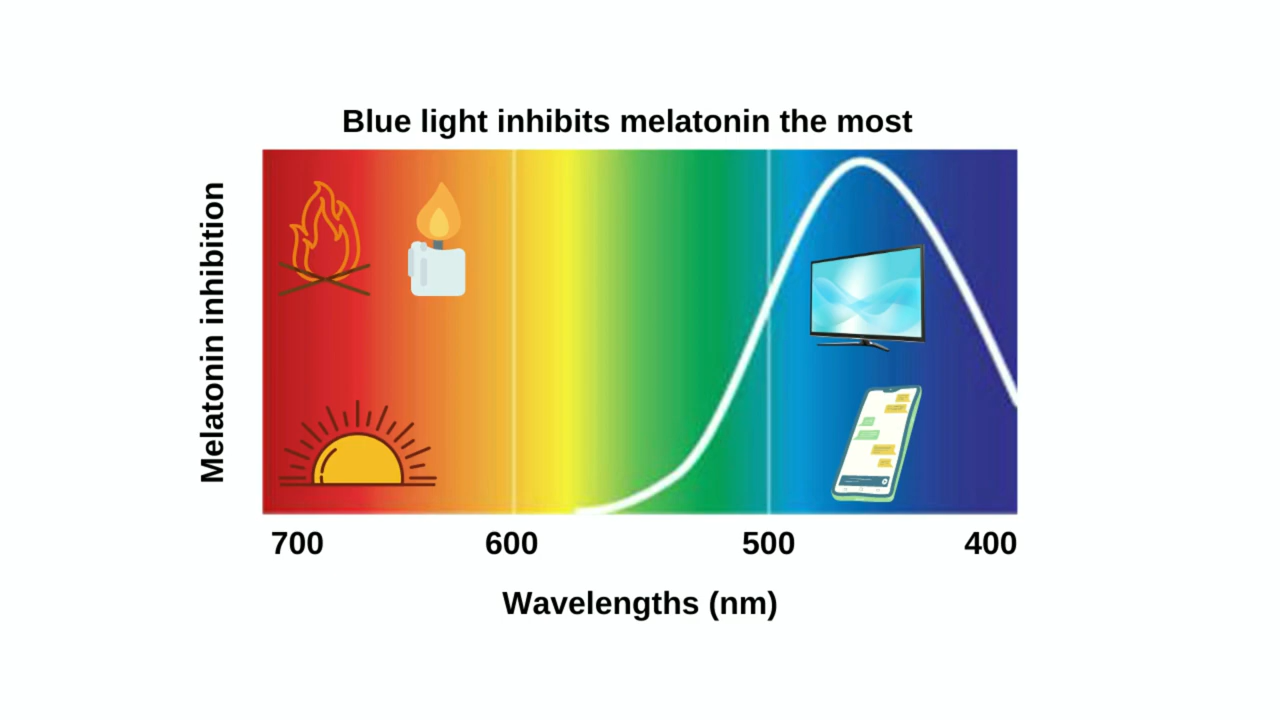 Blue light inhibits melatonin the most
Melatonin inhibition
700 600 500 400
Wavelengths (nm)